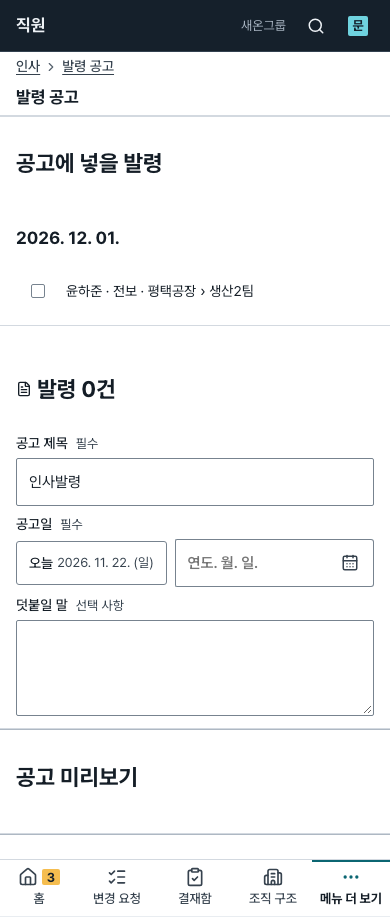 직원
새온그룹
문
인사 > 발령 공고
발령 공고
공고에 넣을 발령
2026. 12. 01.
윤하준 · 전보 · 평택공장 › 생산2팀
발령 0건
공고 제목 필수
인사발령
공고일 필수
오늘 2026. 11. 22. (일)
연도. 월. 일.
덧붙일 말 선택 사항
공고 미리보기
3
홈
변경 요청
결재함
조직 구조
메뉴 더 보기